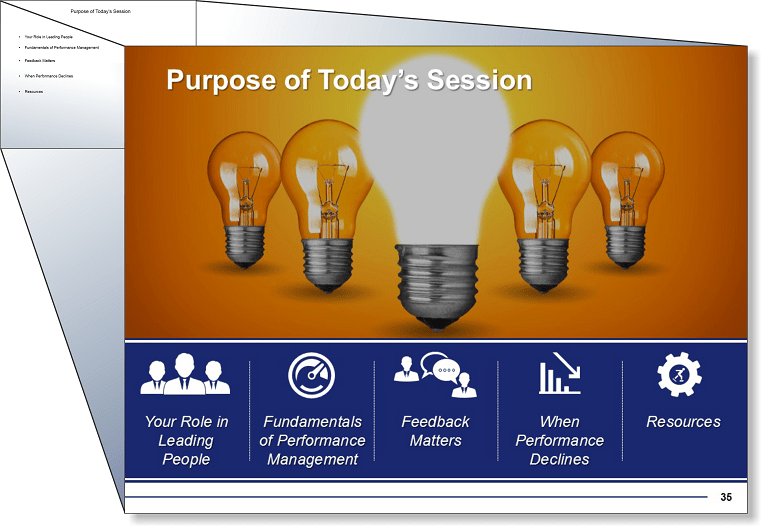 Purpose of Today's Session
• Your Role in Leading People
• Fundamentals of Performance Management
• Feedback Matters
• When Performance Declines
• Resources
Purpose of Today’s Session
Your Role in
Leading
People
Fundamentals
of Performance
Management
Feedback
Matters
When
Performance
Declines
Resources
35